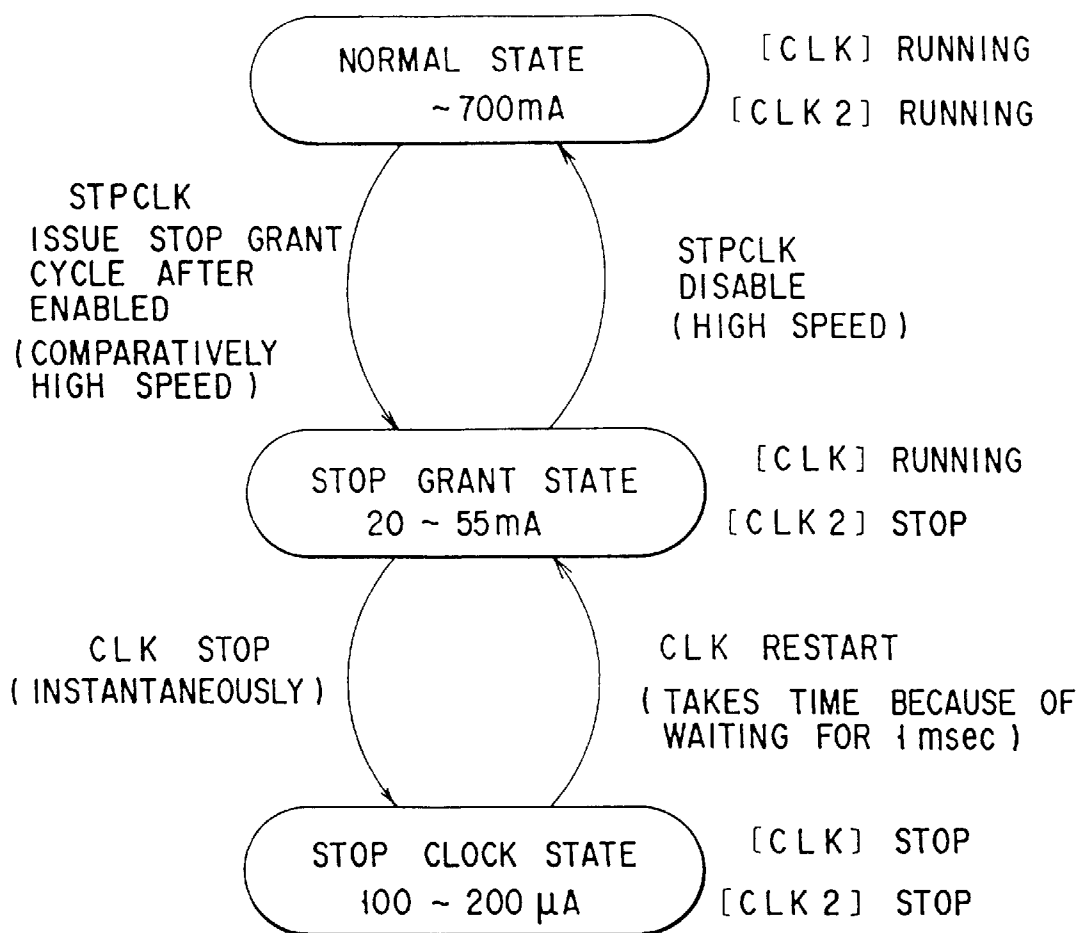 NORMAL STATE
~700mA
[CLK] RUNNING
[CLK2] RUNNING
STPCLK
ISSUE STOP GRANT
CYCLE AFTER
ENABLED
(COMPARATIVELY
HIGH SPEED)
STPCLK
DISABLE
(HIGH SPEED)
STOP GRANT STATE
20 ~ 55mA
[CLK] RUNNING
[CLK2] STOP
CLK STOP
(INSTANTANEOUSLY)
CLK RESTART
(TAKES TIME BECAUSE OF
WAITING FOR 1msec)
STOP CLOCK STATE
100 ~ 200 μA
[CLK] STOP
[CLK2] STOP